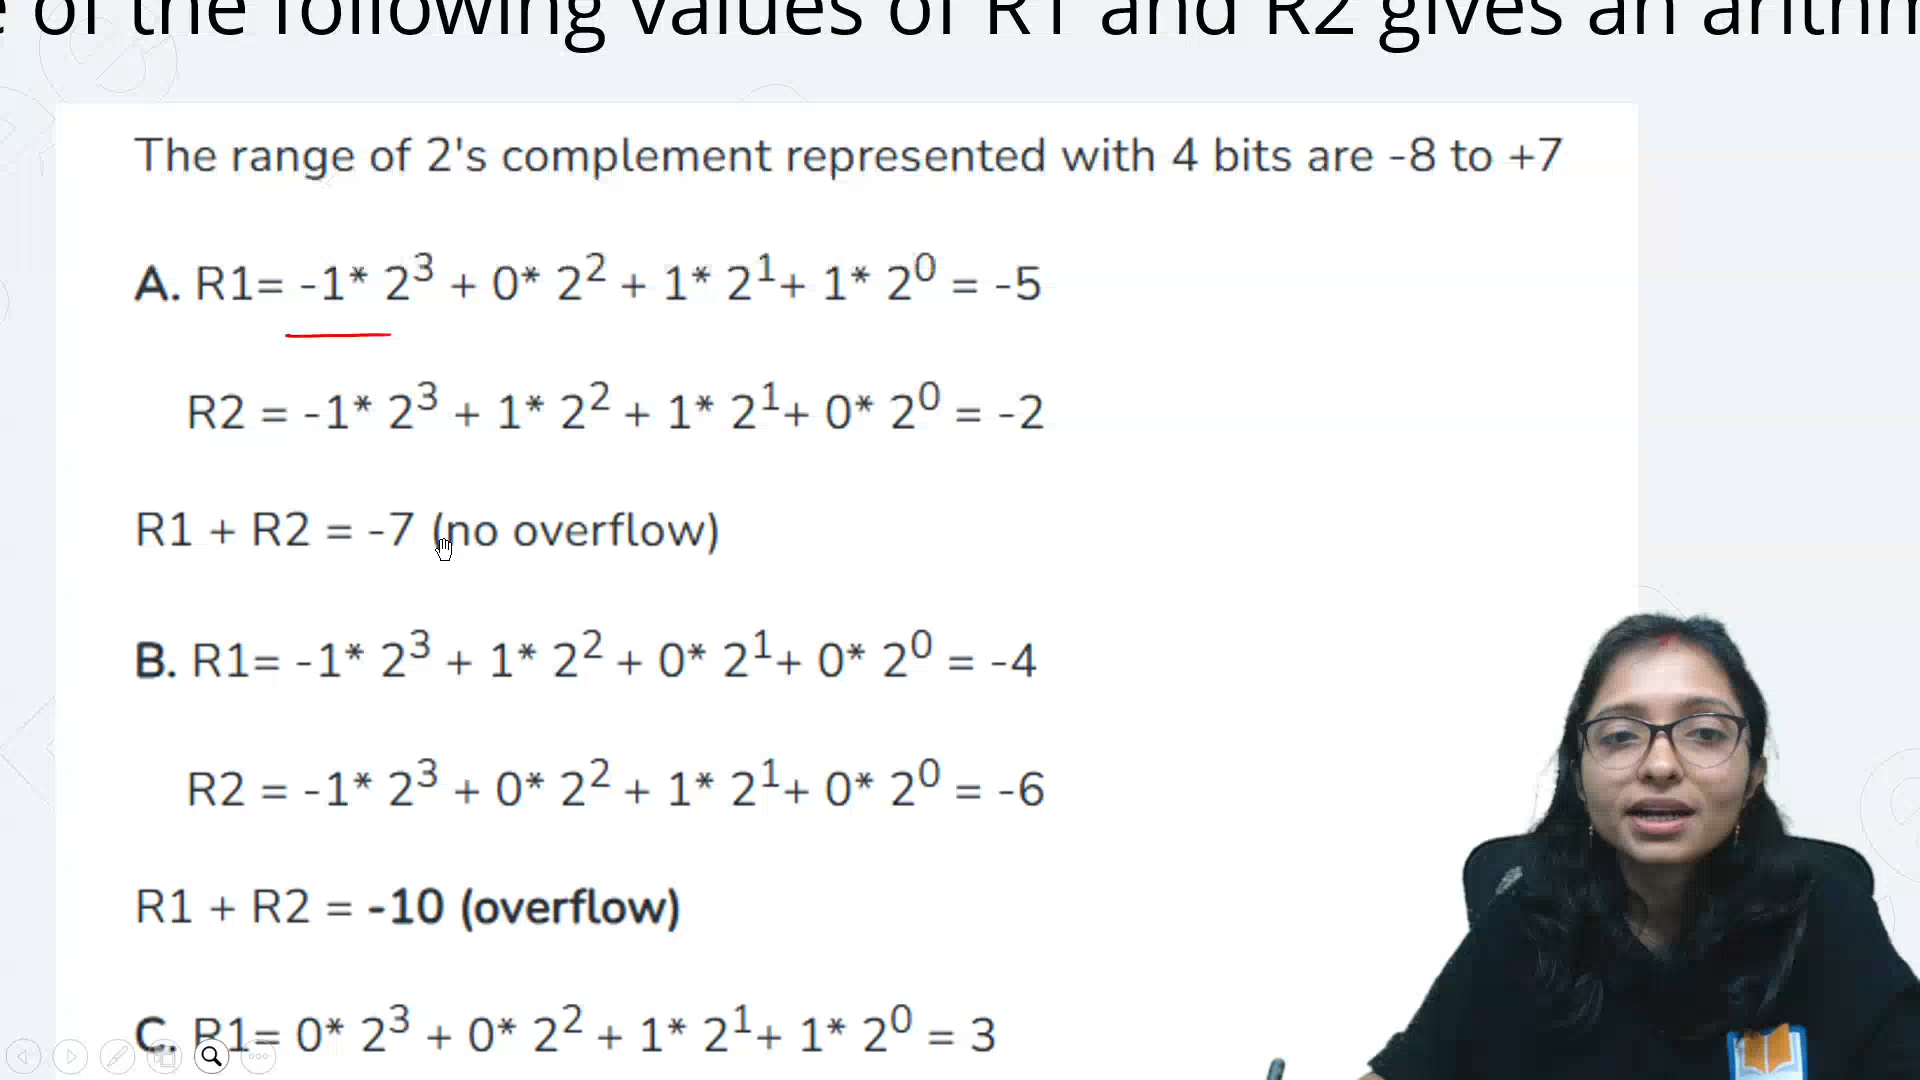 of the following values of R1 and R2 gives an
The range of 2's complement represented with 4 bits are -8 to +7
A. R1= -1* 2³ + 0* 2² + 1* 2¹+ 1* 2⁰ = -5
R2 = -1* 2³ + 1* 2² + 1* 2¹+ 0* 2⁰ = -2
R1 + R2 = -7 (no overflow)
B. R1= -1* 2³ + 1* 2² + 0* 2¹+ 0* 2⁰ = -4
R2 = -1* 2³ + 0* 2² + 1* 2¹+ 0* 2⁰ = -6
R1 + R2 = -10 (overflow)
C. R1= 0* 2³ + 0* 2² + 1* 2¹+ 1* 2⁰ = 3